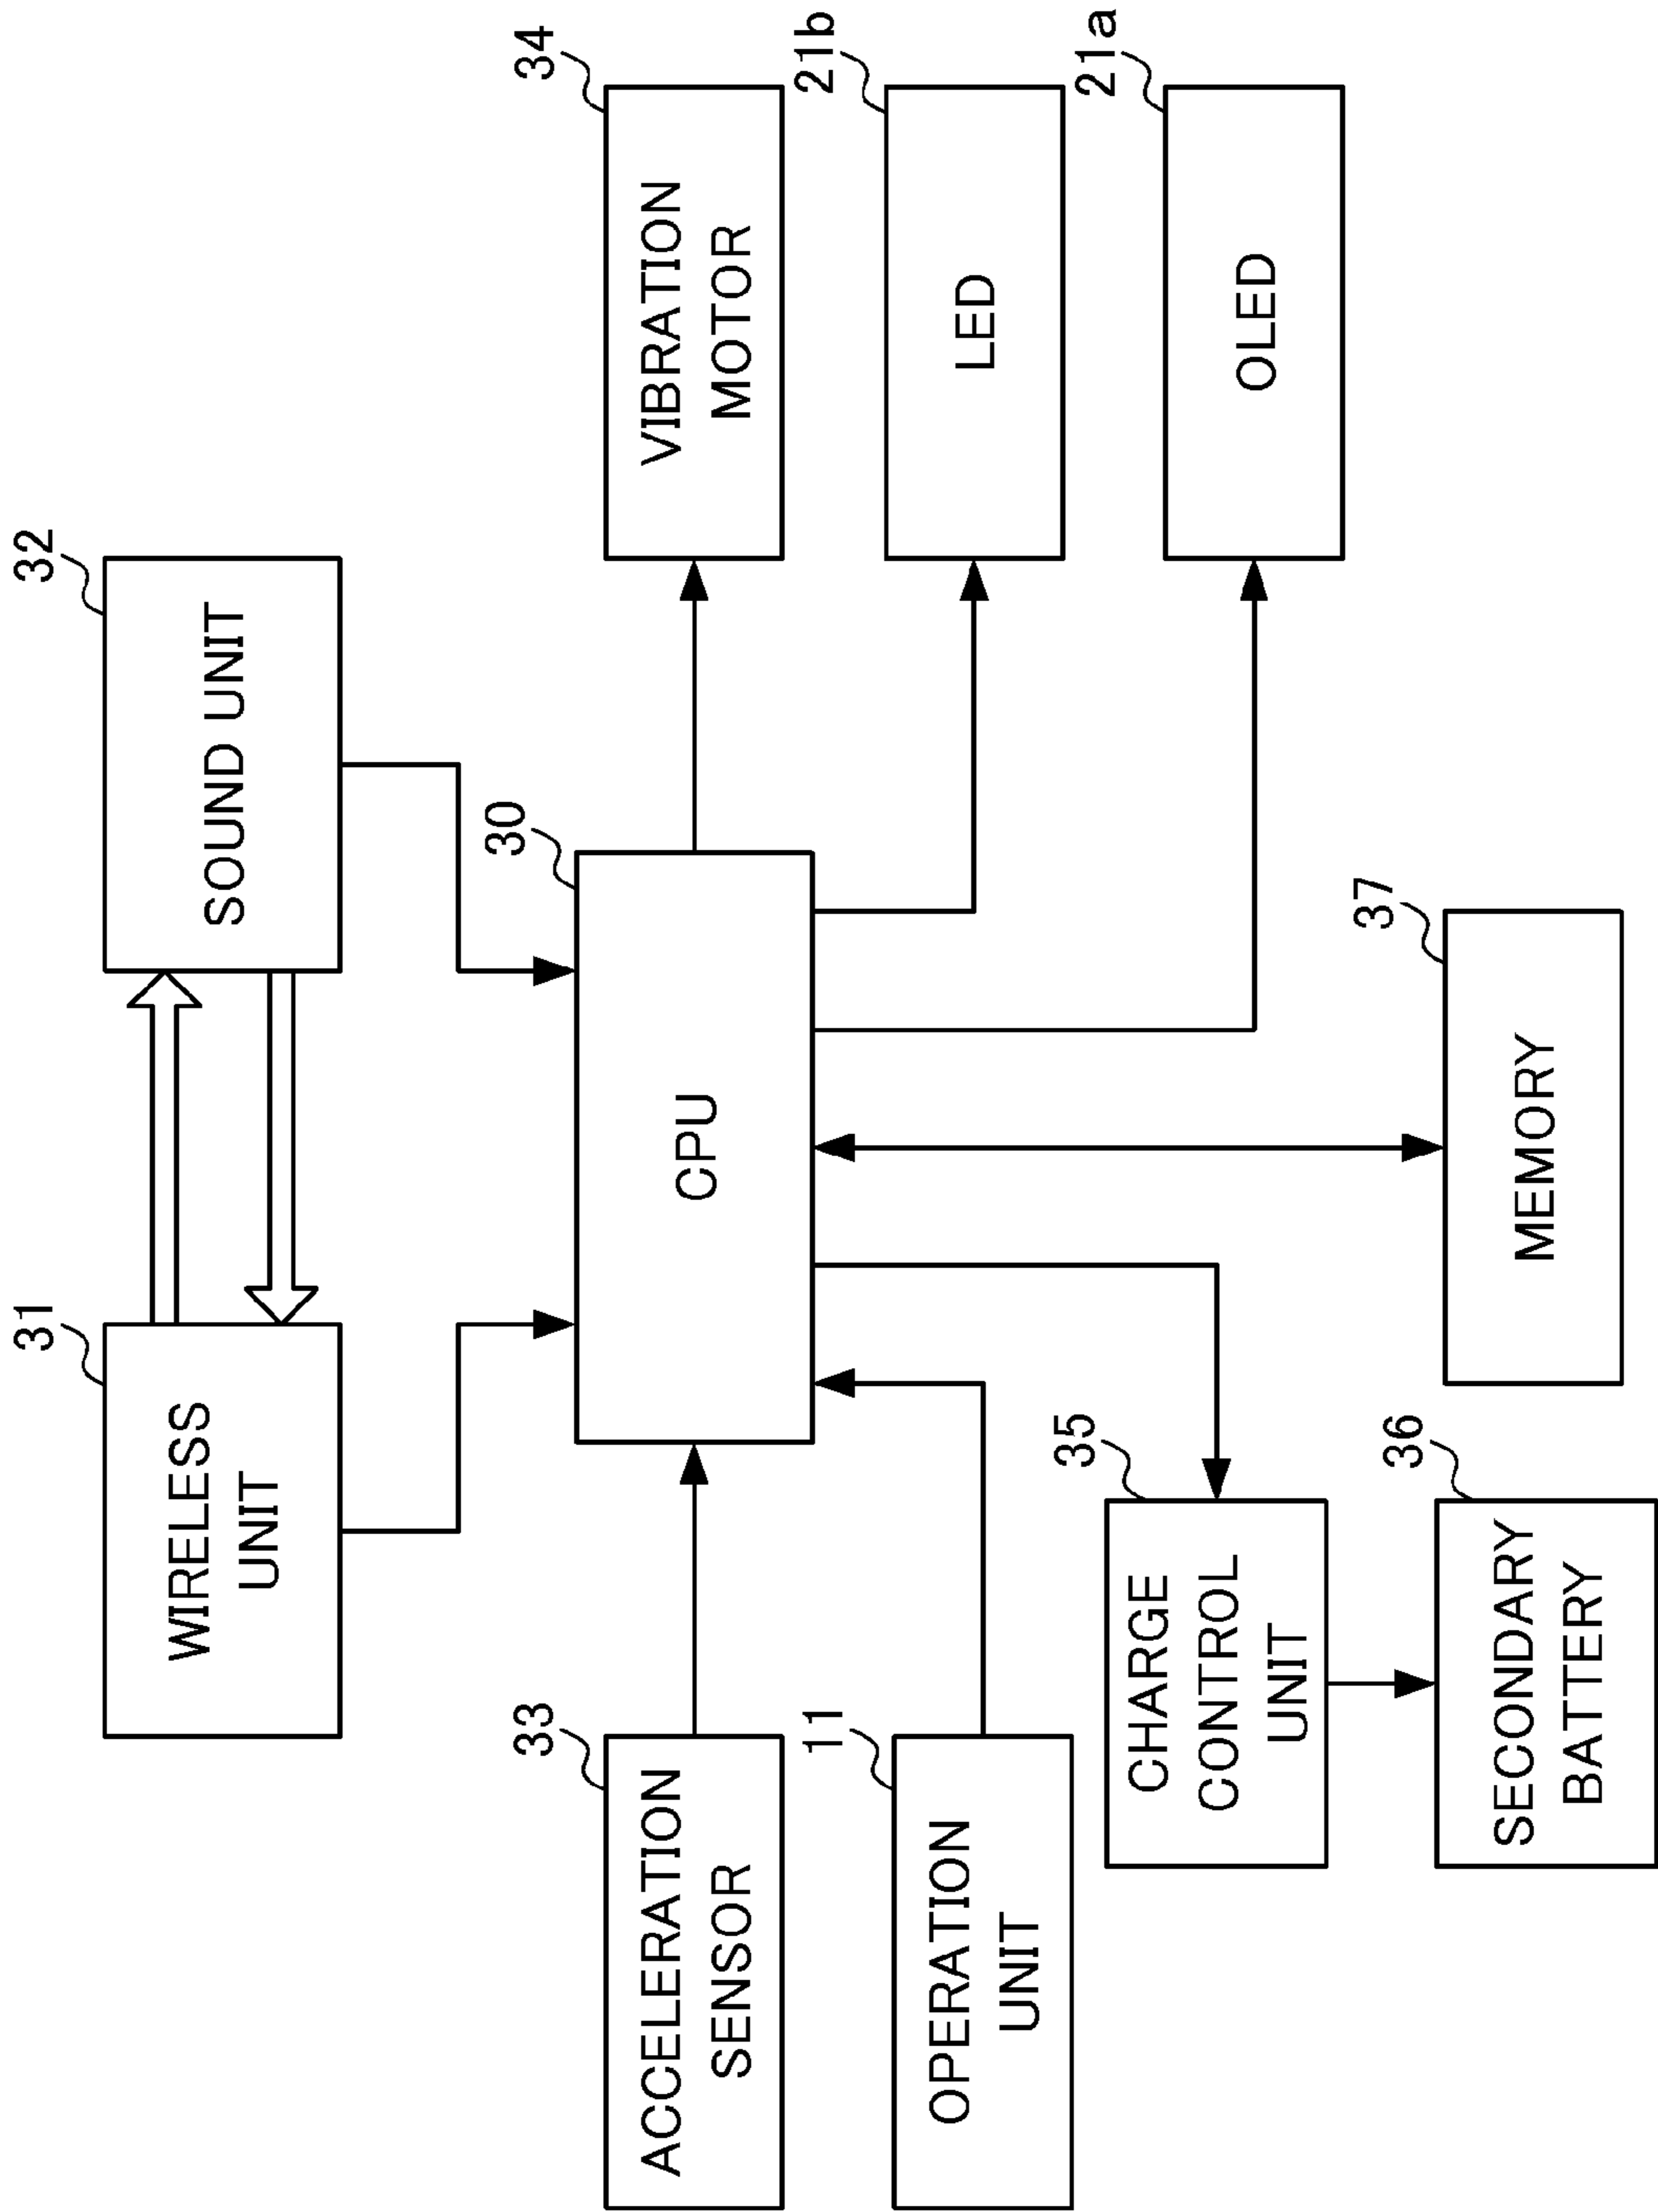 31
WIRELESS
UNIT
32
SOUND UNIT
33
ACCELERATION
SENSOR
30
CPU
34
VIBRATION
MOTOR
11
OPERATION
UNIT
21b
LED
35
CHARGE
CONTROL
UNIT
21a
OLED
36
SECONDARY
BATTERY
37
MEMORY